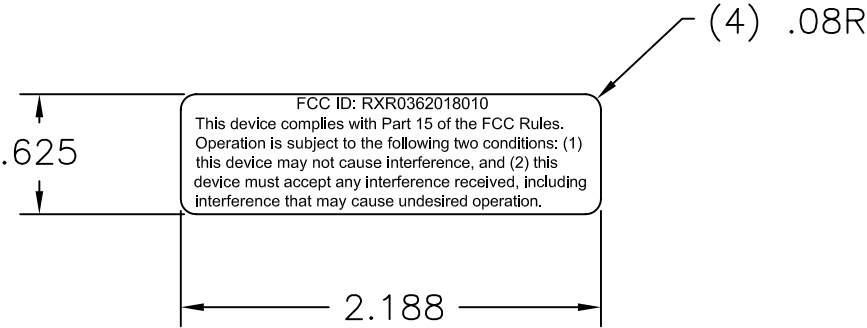 (4) .08R
FCC ID: RXR0362018010
This device complies with Part 15 of the FCC Rules.
Operation is subject to the following two conditions: (1)
this device may not cause interference, and (2) this
device must accept any interference received, including
interference that may cause undesired operation.
.625
2.188